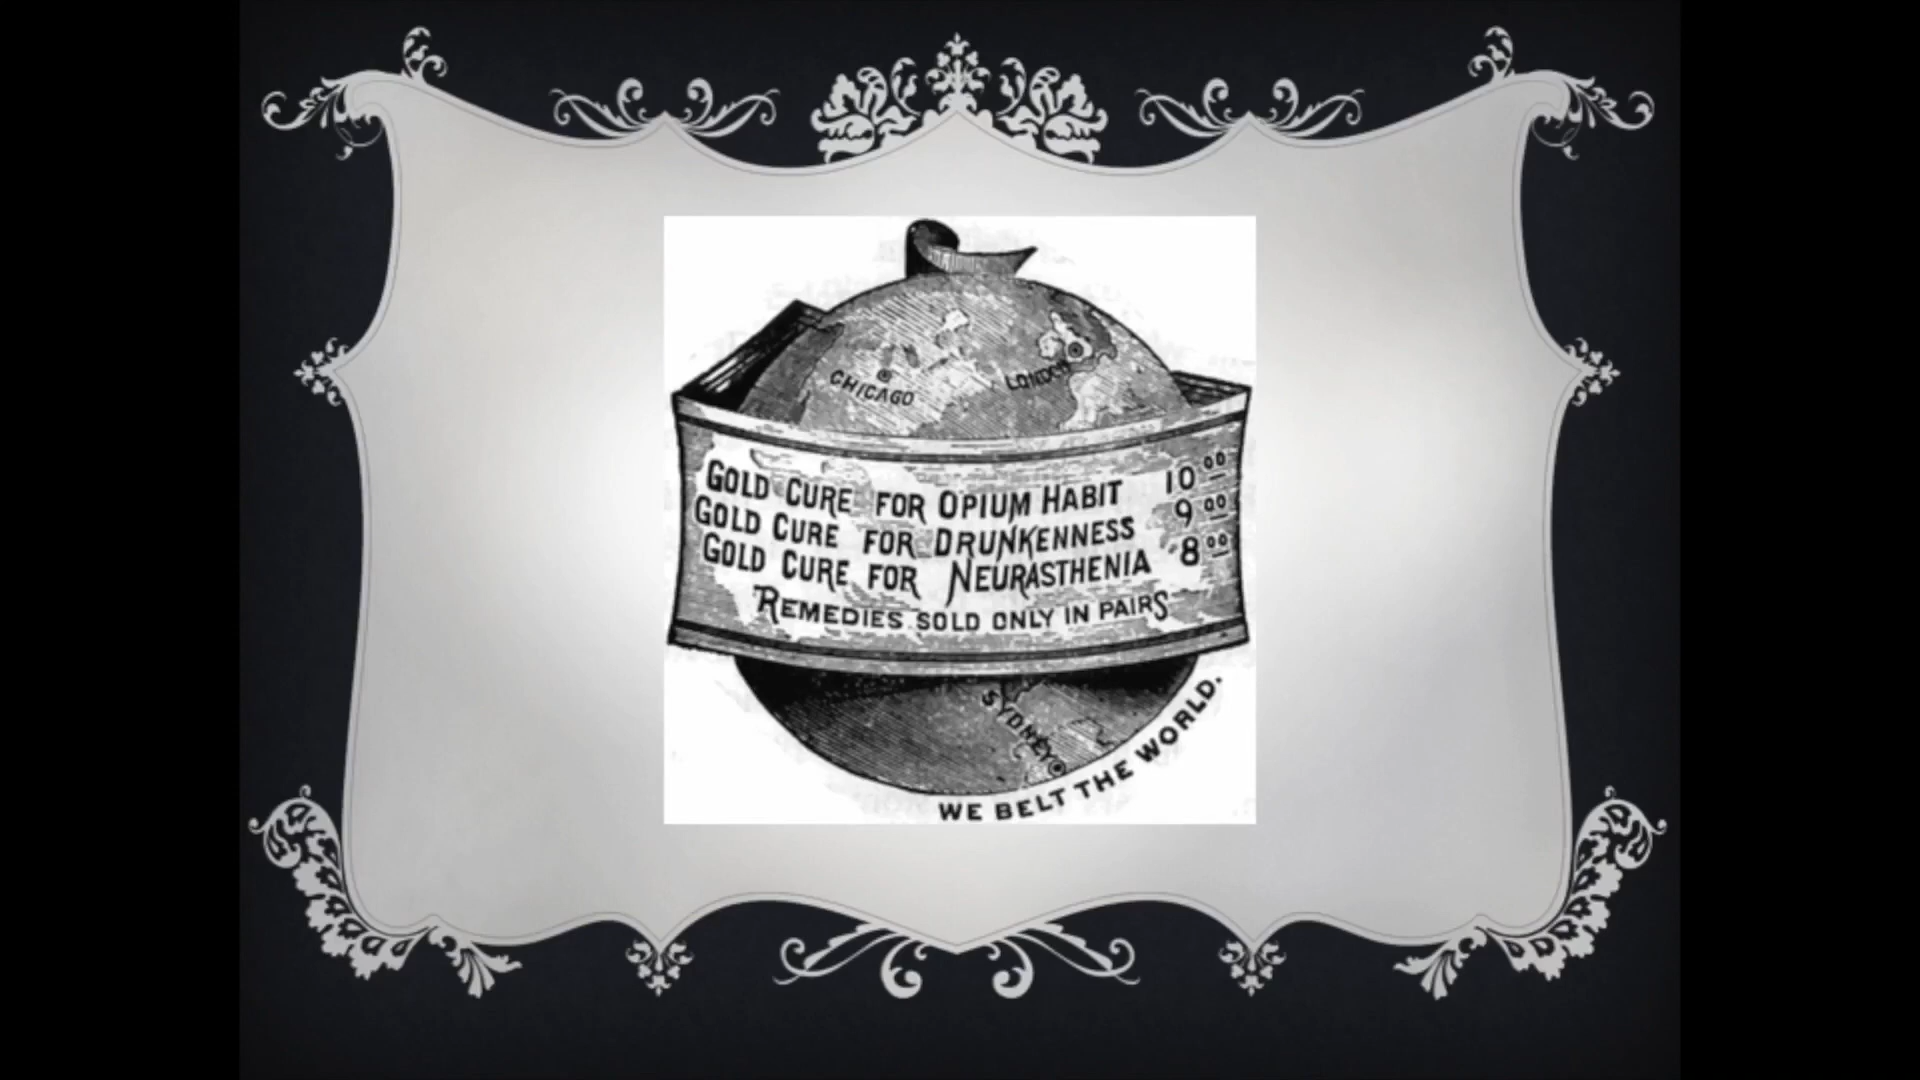 CHICAGO
LONDON
GOLD CURE FOR OPIUM HABIT 10 00
GOLD CURE FOR DRUNKENNESS 9 00
GOLD CURE FOR NEURASTHENIA 8 00
REMEDIES SOLD ONLY IN PAIRS
SYDNEY
WE BELT THE WORLD.